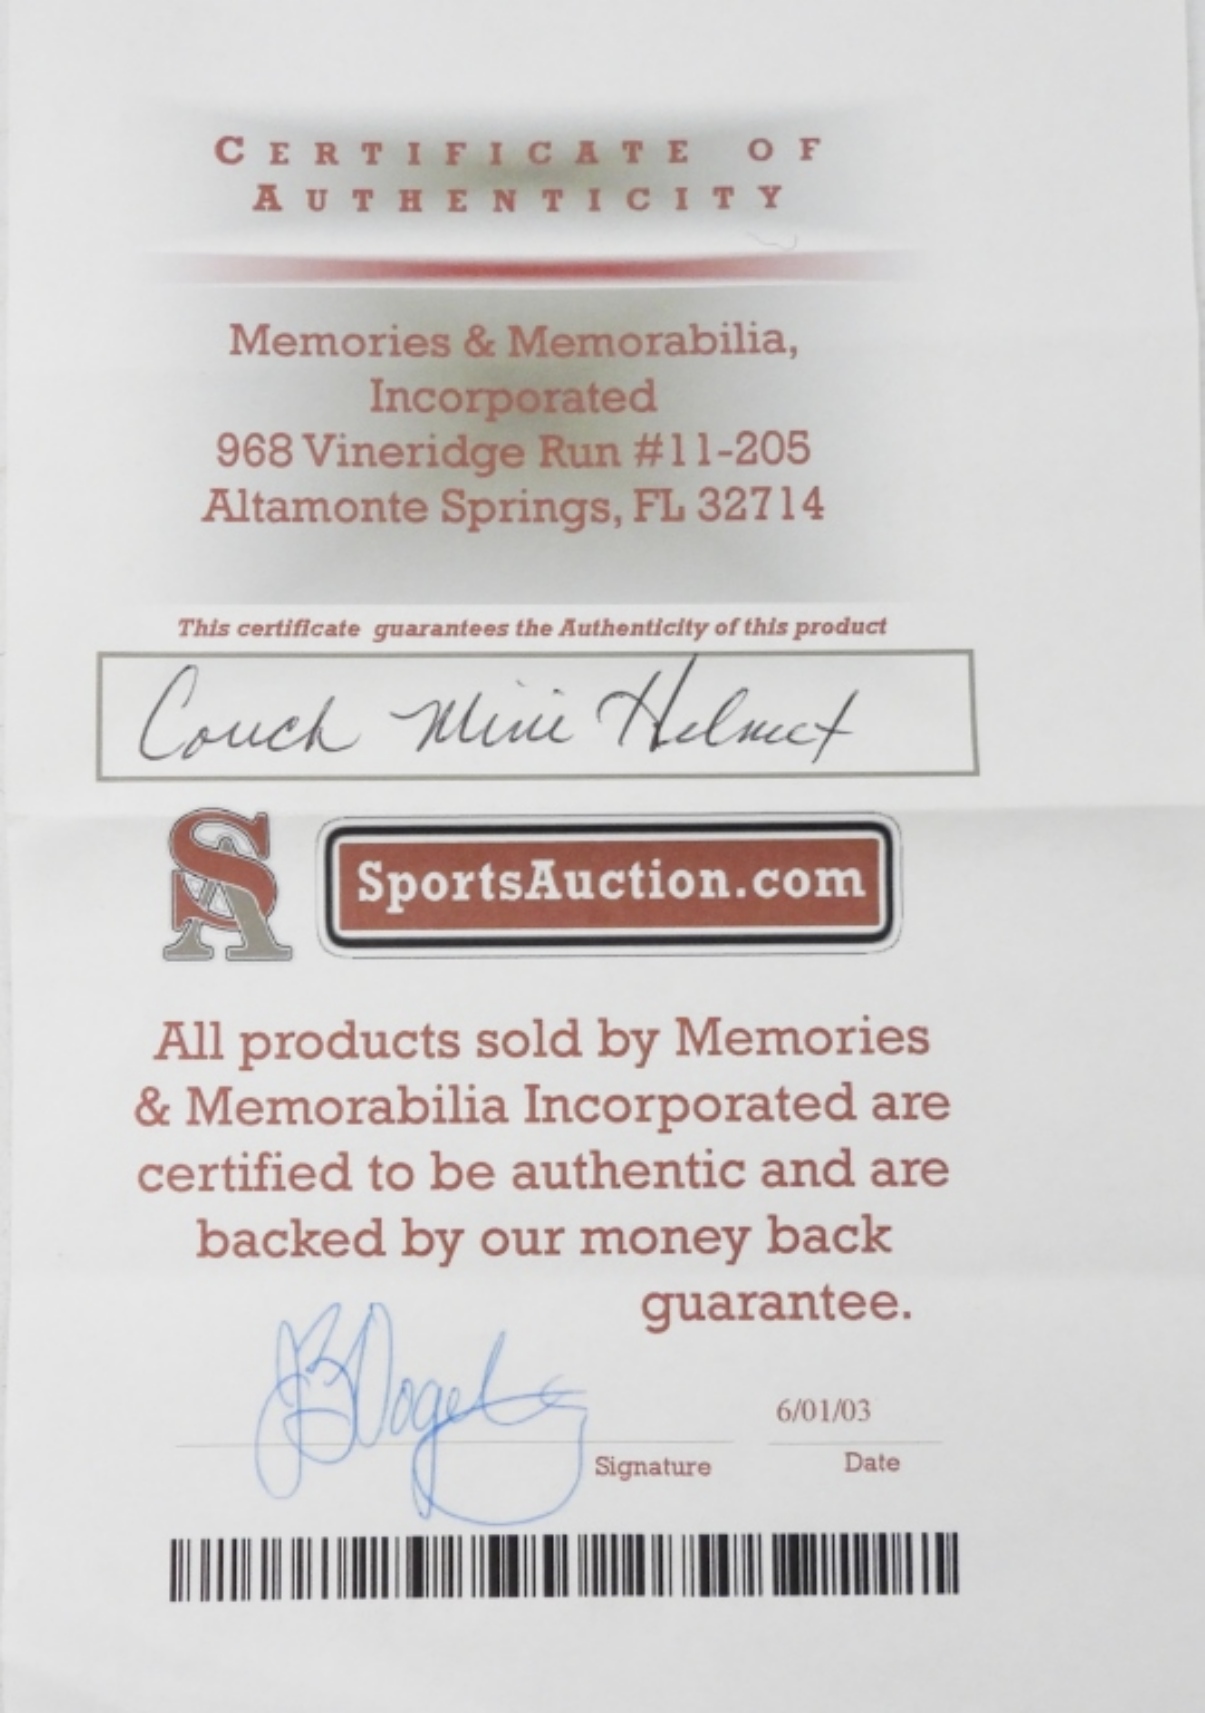 CERTIFICATE OF
AUTHENTICITY
Memories & Memorabilia,
Incorporated
968 Vineridge Run #11-205
Altamonte Springs, FL 32714
This certificate guarantees the Authenticity of this product
Couch Mini Helmet
SA
SportsAuction.com
All products sold by Memories
& Memorabilia Incorporated are
certified to be authentic and are
backed by our money back
guarantee.
6/01/03
Signature
Date